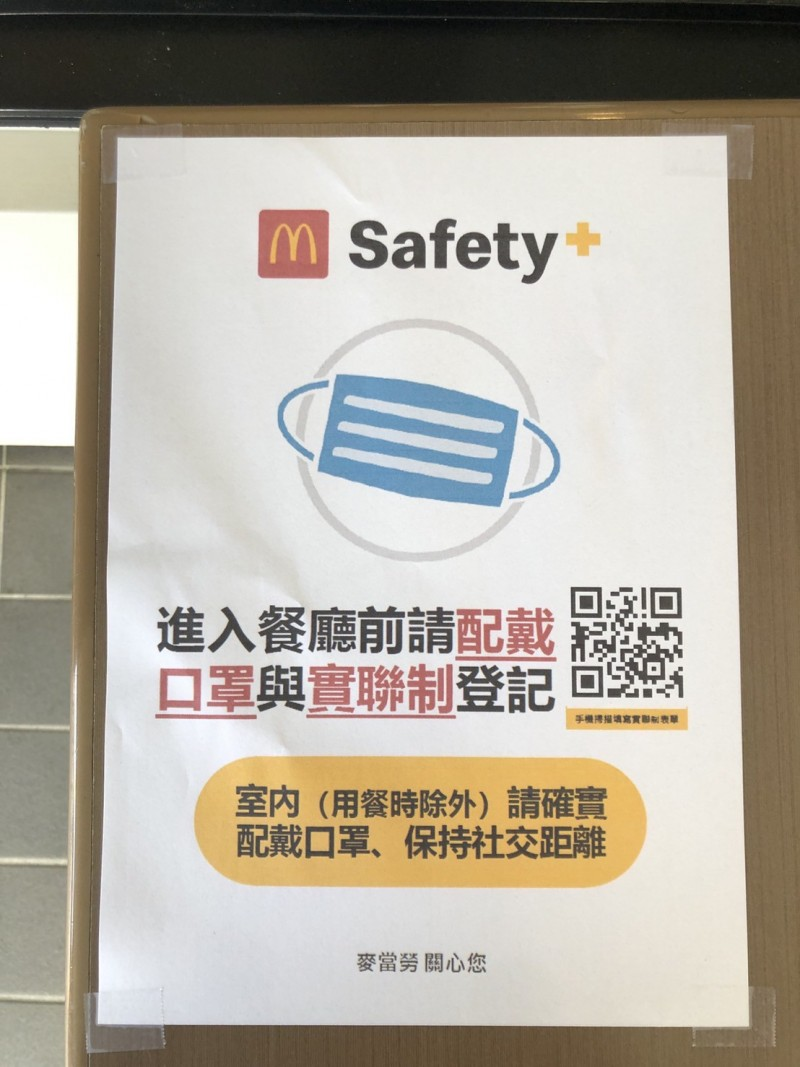 M Safety+
進入餐廳前請配戴
口罩與實聯制登記
手機掃描填寫實聯制表單
室內（用餐時除外）請確實
配戴口罩、保持社交距離
麥當勞 關心您